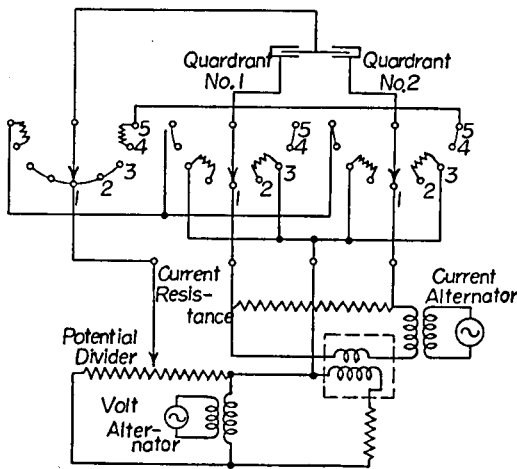 Quadrant
No.1
Quadrant
No.2
5
4
3
2
1
5
4
3
2
1
5
4
3
2
1
Current
Resis-
tance
Current
Alternator
Potential
Divider
Volt
Alter-
nator